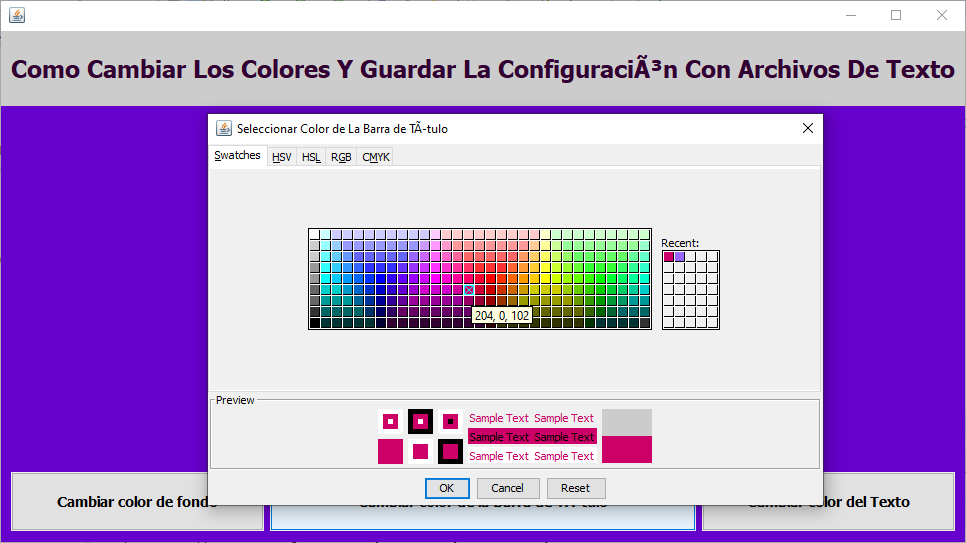 Como Cambiar Los Colores Y Guardar La ConfiguraciÃ³n Con Archivos De Texto
Seleccionar Color de La Barra de TÃ-tulo
Swatches HSV HSL RGB CMYK
Recent:
204, 0, 102
Preview
Sample Text Sample Text
Sample Text Sample Text
Sample Text Sample Text
OK Cancel Reset
Cambiar color de fondo
Cambiar color de la Barra de TÃ-tulo
Cambiar color del Texto